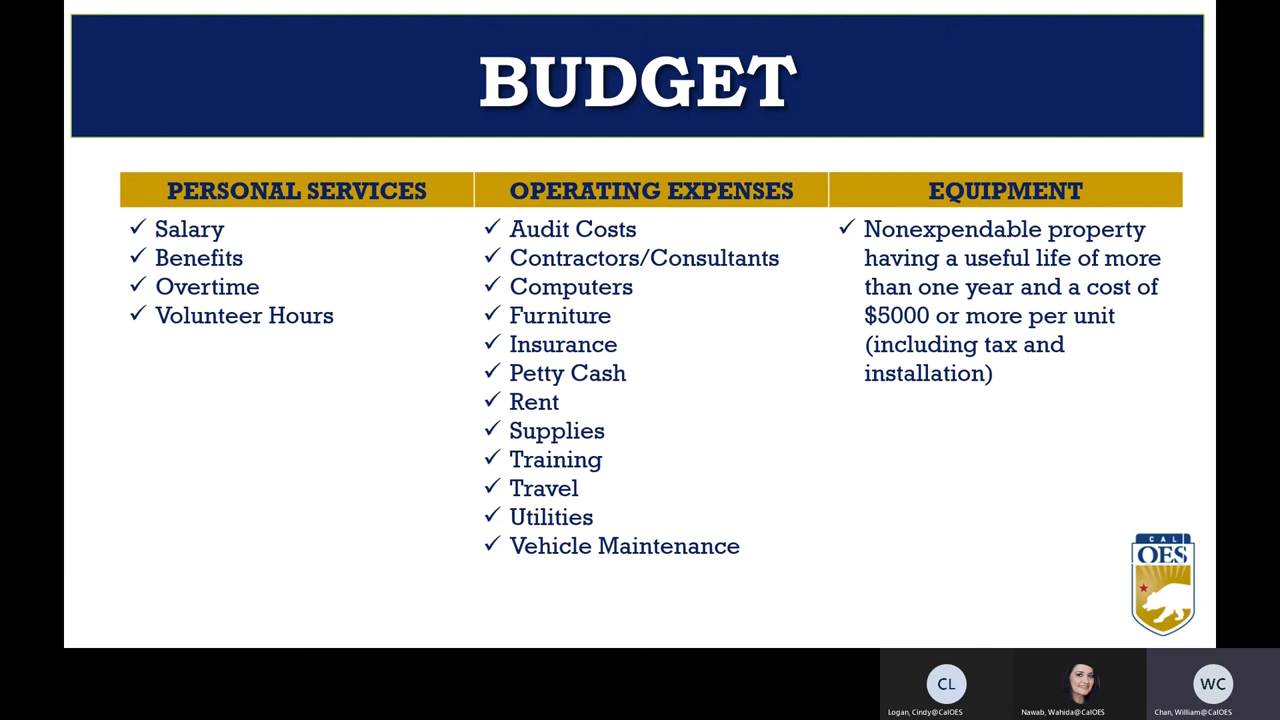 BUDGET
PERSONAL SERVICES
Salary
Benefits
Overtime
Volunteer Hours
OPERATING EXPENSES
Audit Costs
Contractors/Consultants
Computers
Furniture
Insurance
Petty Cash
Rent
Supplies
Training
Travel
Utilities
Vehicle Maintenance
EQUIPMENT
Nonexpendable property
having a useful life of more
than one year and a cost of
$5000 or more per unit
(including tax and
installation)
CAL
OES
CL
WC
Logan, Cindy@CalOES
Nawab, Wahida@CalOES
Chan, William@CalOES